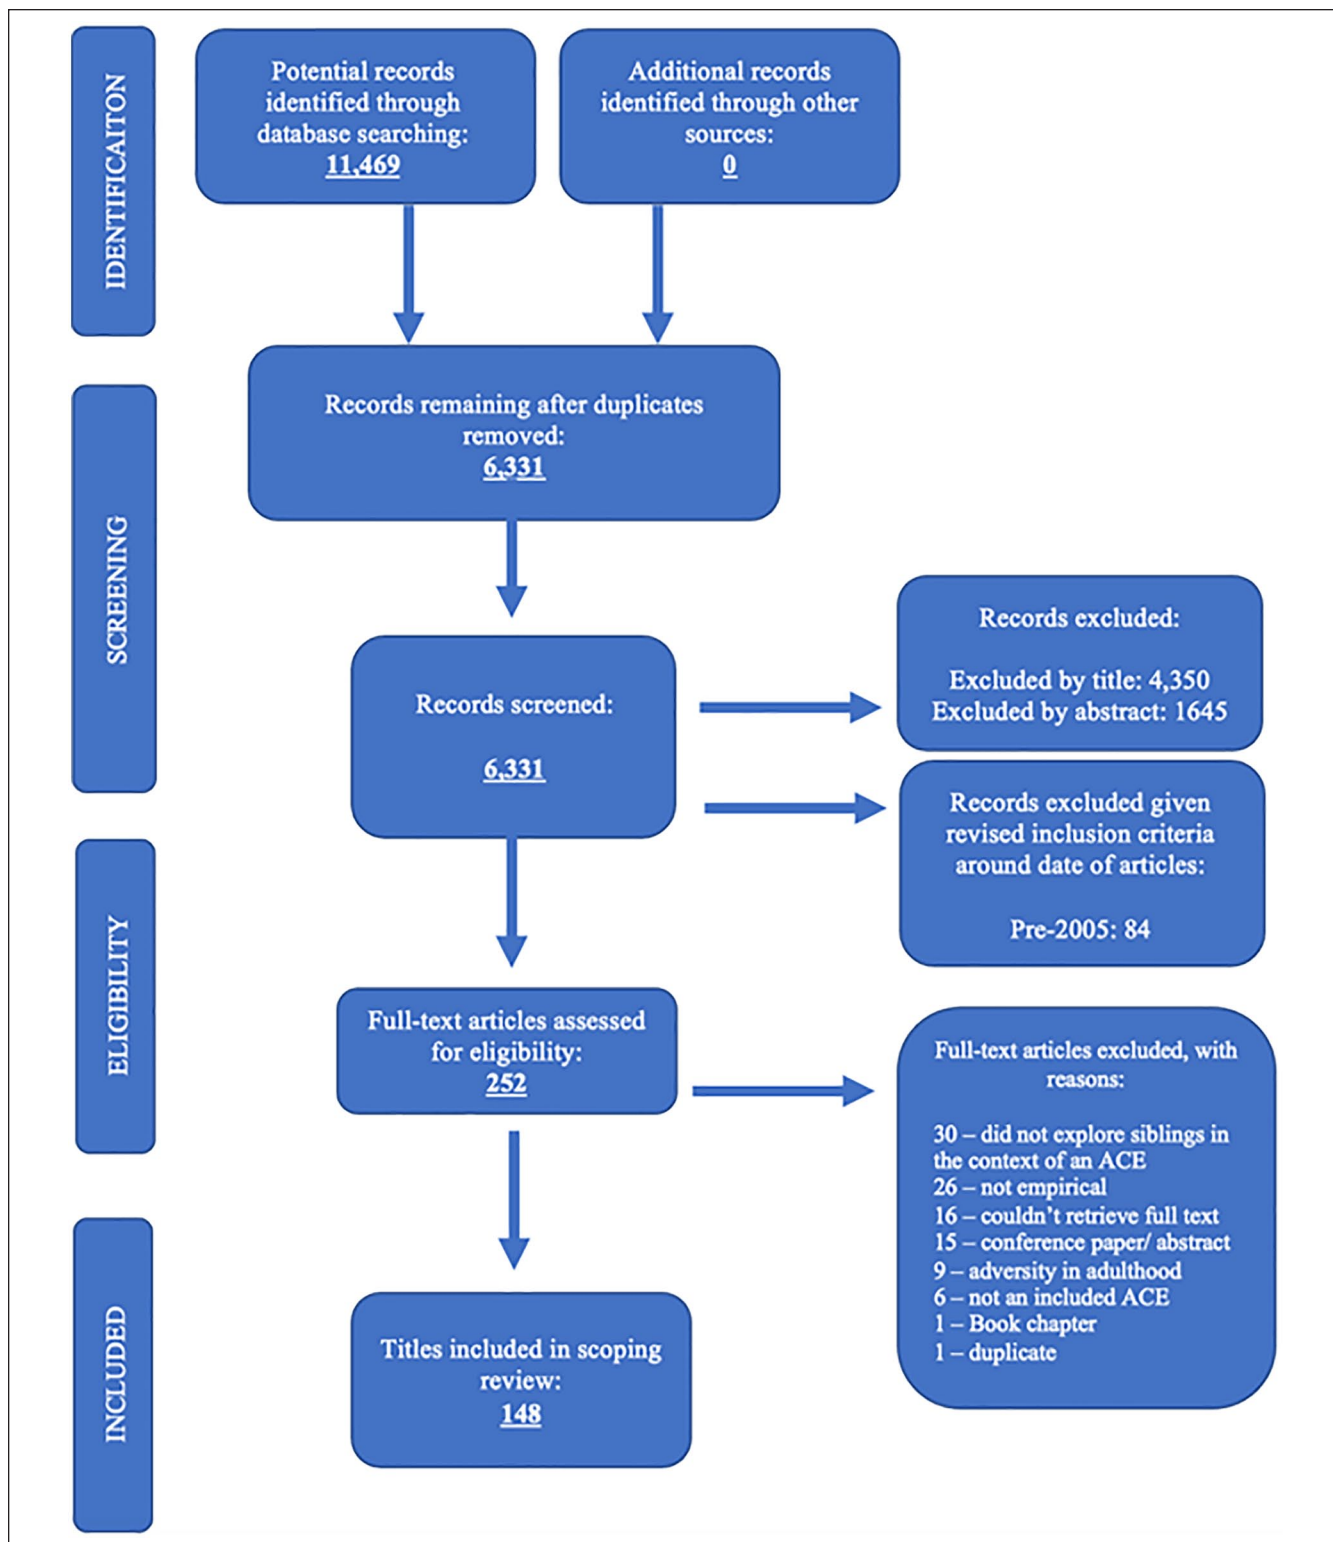 IDENTIFICAITON
Potential records
identified through
database searching:
11,469
Additional records
identified through other
sources:
0
SCREENING
Records remaining after duplicates
removed:
6,331
Records screened:
6,331
Records excluded:
Excluded by title: 4,350
Excluded by abstract: 1645
Records excluded given
revised inclusion criteria
around date of articles:
Pre-2005: 84
ELIGIBILITY
Full-text articles assessed
for eligibility:
252
Full-text articles excluded, with
reasons:
30 – did not explore siblings in
the context of an ACE
26 – not empirical
16 – couldn’t retrieve full text
15 – conference paper/ abstract
9 – adversity in adulthood
6 – not an included ACE
1 – Book chapter
1 – duplicate
INCLUDED
Titles included in scoping
review:
148